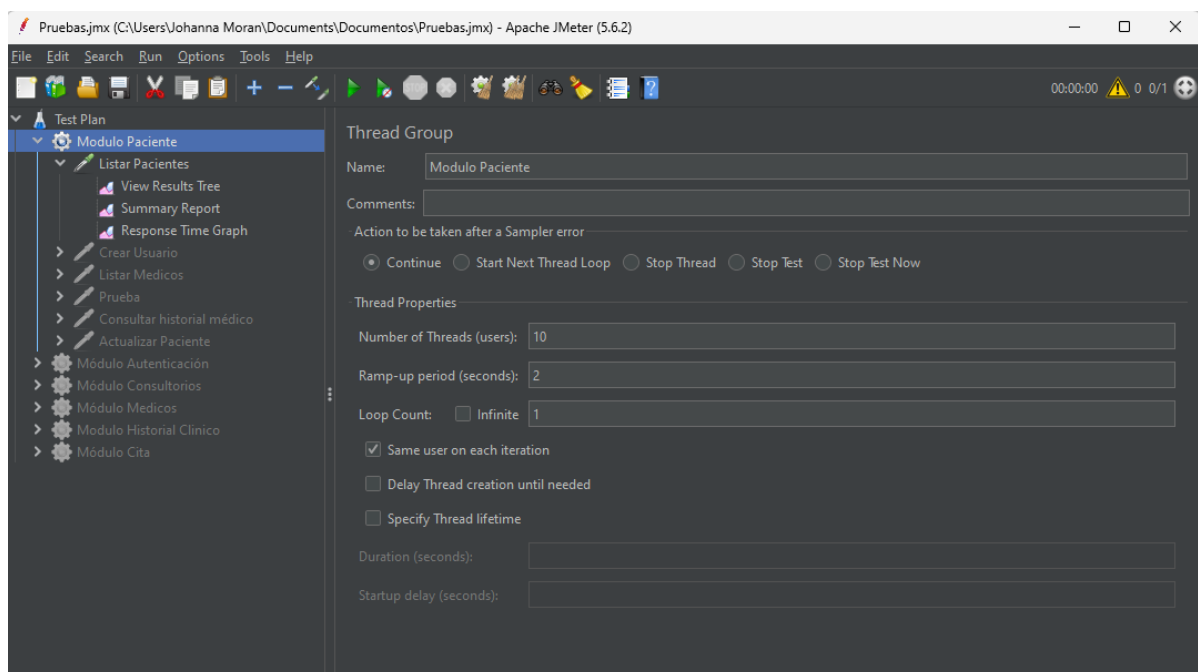 Pruebas.jmx (C:\Users\Johanna Moran\Documents\Documentos\Pruebas.jmx) - Apache JMeter (5.6.2)
File Edit Search Run Options Tools Help
STOP
00:00:00 0 0/1
Test Plan
Modulo Paciente
Listar Pacientes
View Results Tree
Summary Report
Response Time Graph
Crear Usuario
Listar Medicos
Prueba
Consultar historial médico
Actualizar Paciente
Módulo Autenticación
Módulo Consultorios
Módulo Medicos
Modulo Historial Clinico
Módulo Cita
Thread Group
Name: Modulo Paciente
Comments:
Action to be taken after a Sampler error
Continue Start Next Thread Loop Stop Thread Stop Test Stop Test Now
Thread Properties
Number of Threads (users): 10
Ramp-up period (seconds): 2
Loop Count: Infinite 1
Same user on each iteration
Delay Thread creation until needed
Specify Thread lifetime
Duration (seconds):
Startup delay (seconds):